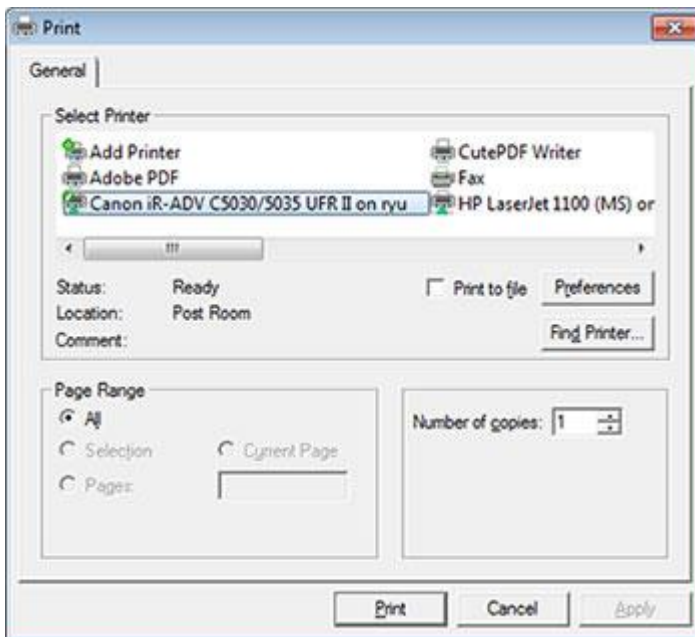 Print
General
Select Printer
Add Printer
CutePDF Writer
Adobe PDF
Fax
Canon iR-ADV C5030/5035 UFR II on ryu
HP LaserJet 1100 (MS) or
Status: Ready
Print to file
Preferences
Location: Post Room
Comment:
Find Printer...
Page Range
All
Selection
Current Page
Pages:
Number of copies: 1
Print
Cancel
Apply